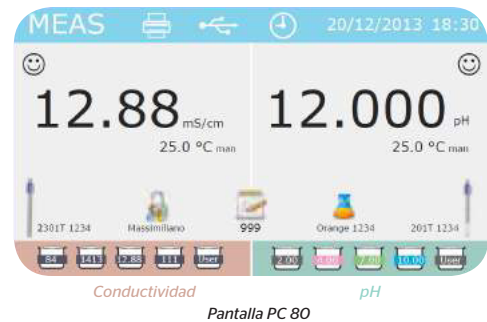 MEAS 20/12/2013 18:30
12.88 mS/cm 12.000 pH
25.0 °C man 25.0 °C man
2301T 1234 Massimiliano 999 Orange 1234 201T 1234
84 1413 12.88 111 User 2.00 4.00 7.00 10.00 User
Conductividad pH
Pantalla PC 80